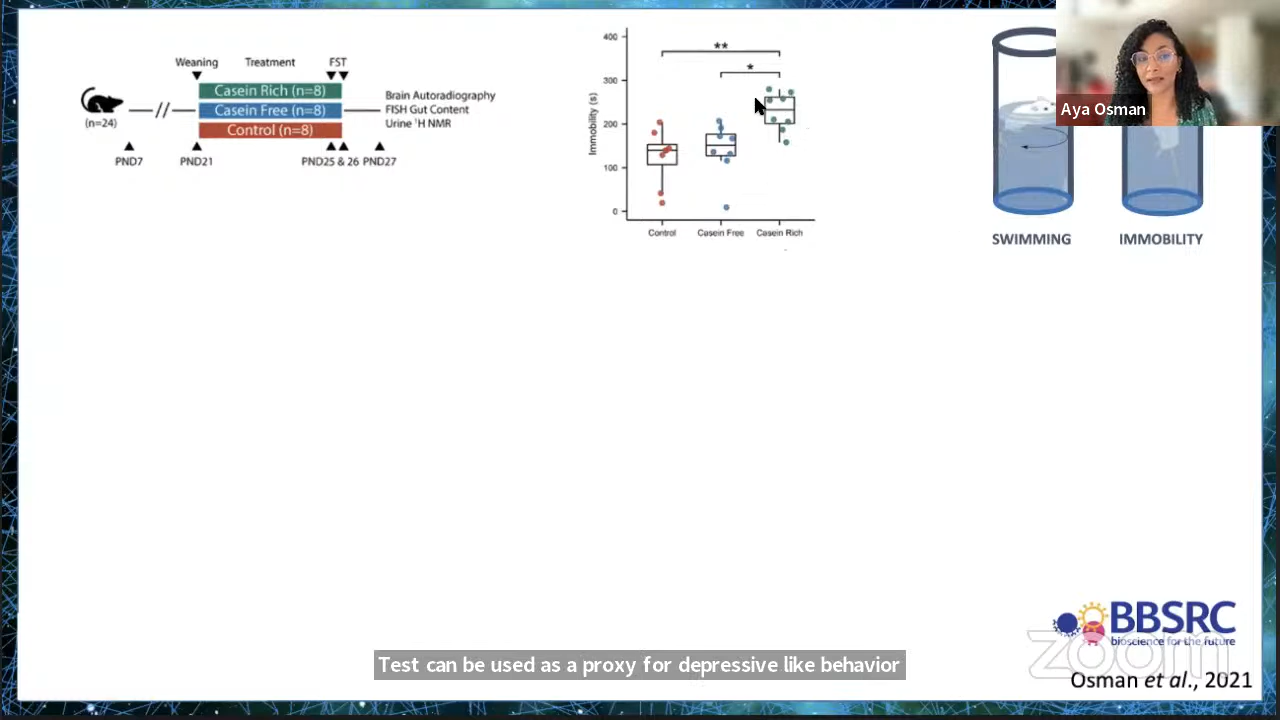 Weaning Treatment FST
Casein Rich (n=8)
Casein Free (n=8)
Control (n=8)
(n=24)
Brain Autoradiography
FISH Gut Content
Urine ¹H NMR
PND7 PND21 PND25 & 26 PND27
**
*
Immobility (s)
400
300
200
100
0
Control Casein Free Casein Rich
Aya Osman
SWIMMING IMMOBILITY
BBSRC
bioscience for the future
zoom
Osman et al., 2021
Test can be used as a proxy for depressive like behavior